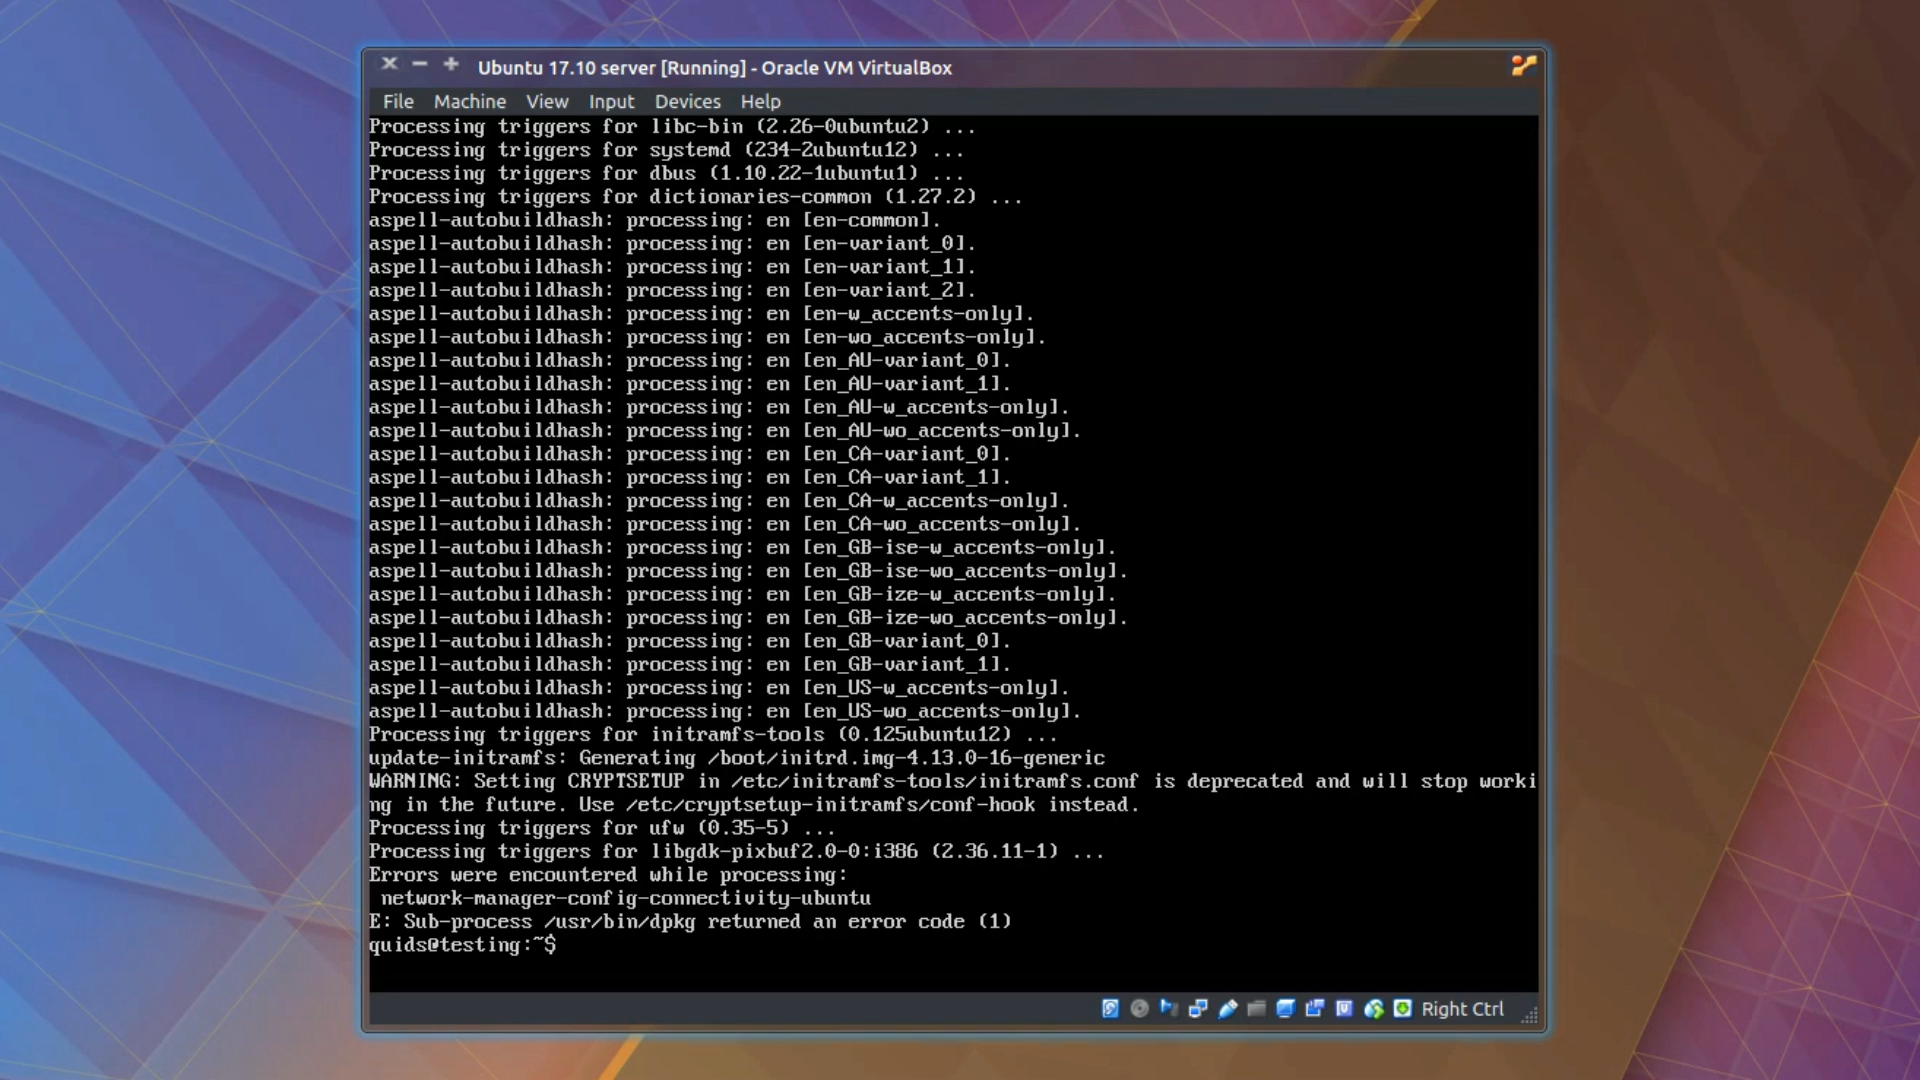 Ubuntu 17.10 server [Running] - Oracle VM VirtualBox
File Machine View Input Devices Help
Processing triggers for libc-bin (2.26-0ubuntu2) ...
Processing triggers for systemd (234-2ubuntu12) ...
Processing triggers for dbus (1.10.22-1ubuntu1) ...
Processing triggers for dictionaries-common (1.27.2) ...
aspell-autobuildhash: processing: en [en-common].
aspell-autobuildhash: processing: en [en-variant_0].
aspell-autobuildhash: processing: en [en-variant_1].
aspell-autobuildhash: processing: en [en-variant_2].
aspell-autobuildhash: processing: en [en-w_accents-only].
aspell-autobuildhash: processing: en [en-wo_accents-only].
aspell-autobuildhash: processing: en [en_AU-variant_0].
aspell-autobuildhash: processing: en [en_AU-variant_1].
aspell-autobuildhash: processing: en [en_AU-w_accents-only].
aspell-autobuildhash: processing: en [en_AU-wo_accents-only].
aspell-autobuildhash: processing: en [en_CA-variant_0].
aspell-autobuildhash: processing: en [en_CA-variant_1].
aspell-autobuildhash: processing: en [en_CA-w_accents-only].
aspell-autobuildhash: processing: en [en_CA-wo_accents-only].
aspell-autobuildhash: processing: en [en_GB-ise-w_accents-only].
aspell-autobuildhash: processing: en [en_GB-ise-wo_accents-only].
aspell-autobuildhash: processing: en [en_GB-ize-w_accents-only].
aspell-autobuildhash: processing: en [en_GB-ize-wo_accents-only].
aspell-autobuildhash: processing: en [en_GB-variant_0].
aspell-autobuildhash: processing: en [en_GB-variant_1].
aspell-autobuildhash: processing: en [en_US-w_accents-only].
aspell-autobuildhash: processing: en [en_US-wo_accents-only].
Processing triggers for initramfs-tools (0.125ubuntu12) ...
update-initramfs: Generating /boot/initrd.img-4.13.0-16-generic
WARNING: Setting CRYPTSETUP in /etc/initramfs-tools/initramfs.conf is deprecated and will stop worki
ng in the future. Use /etc/cryptsetup-initramfs/conf-hook instead.
Processing triggers for ufw (0.35-5) ...
Processing triggers for libgdk-pixbuf2.0-0:i386 (2.36.11-1) ...
Errors were encountered while processing:
 network-manager-config-connectivity-ubuntu
E: Sub-process /usr/bin/dpkg returned an error code (1)
quids@testing:~$
Right Ctrl